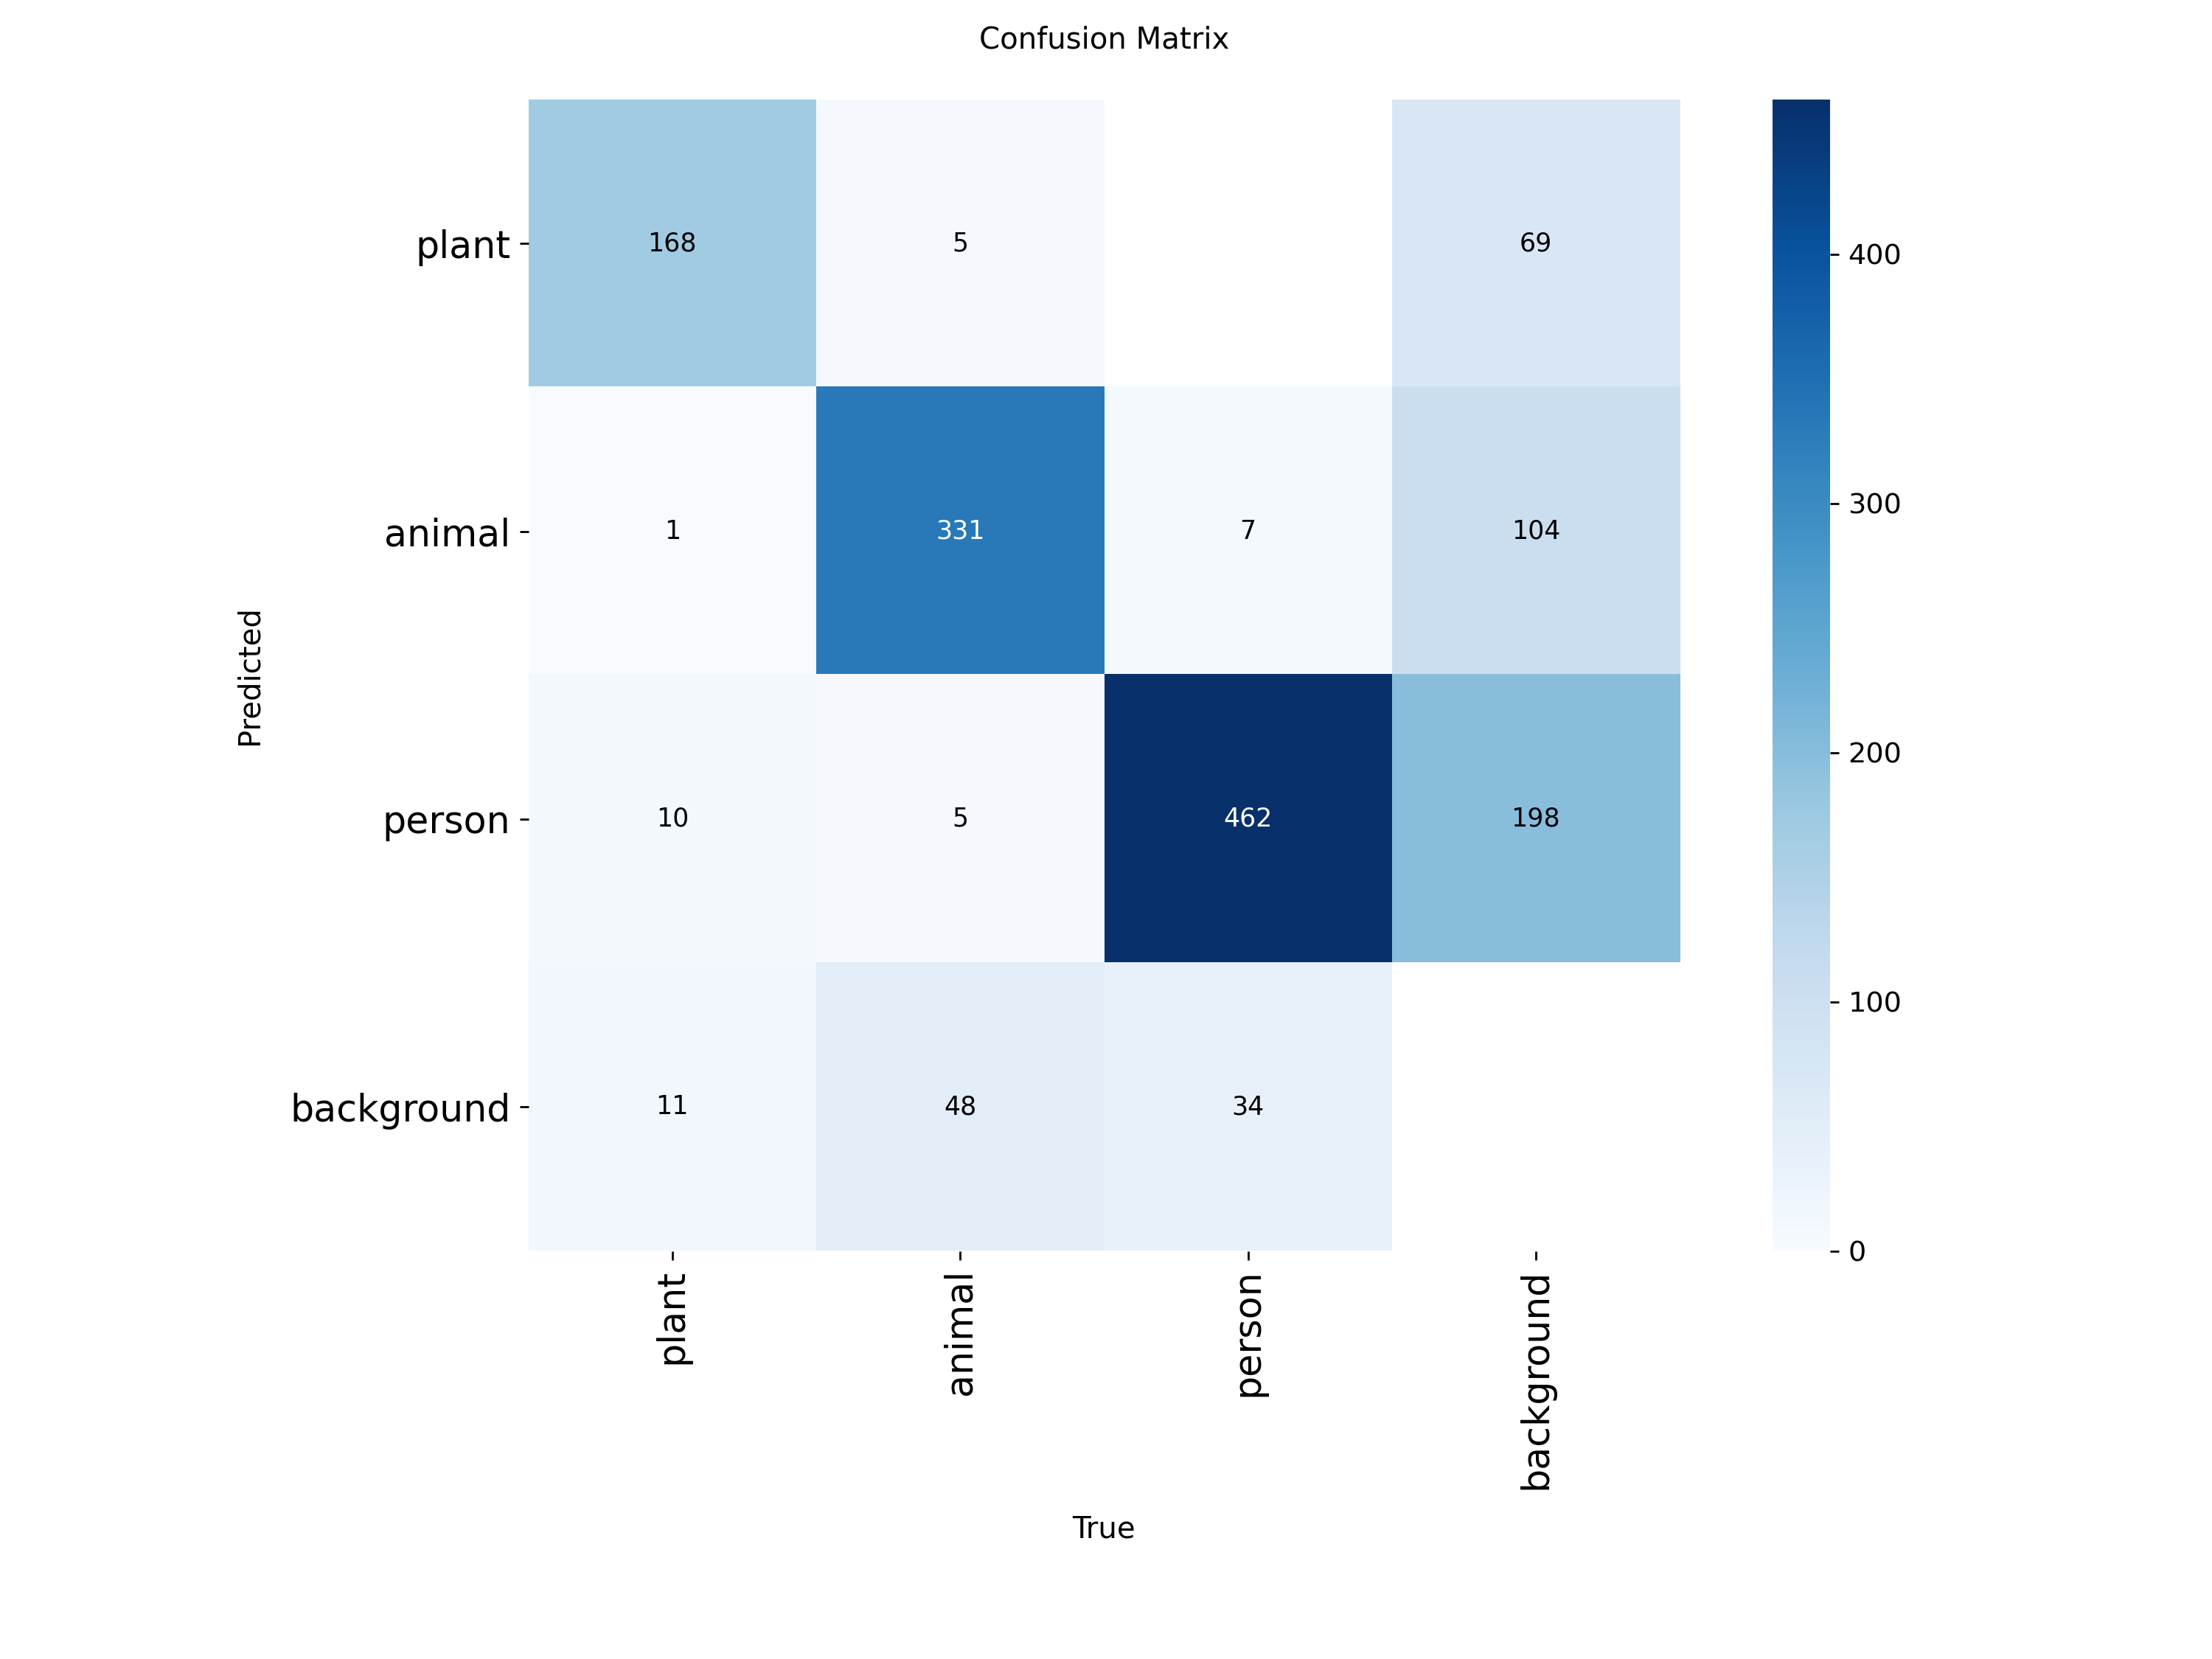 Confusion Matrix
plant 168 5 69
animal 1 331 7 104
person 10 5 462 198
background 11 48 34
plant animal person background
Predicted
True
400
300
200
100
0